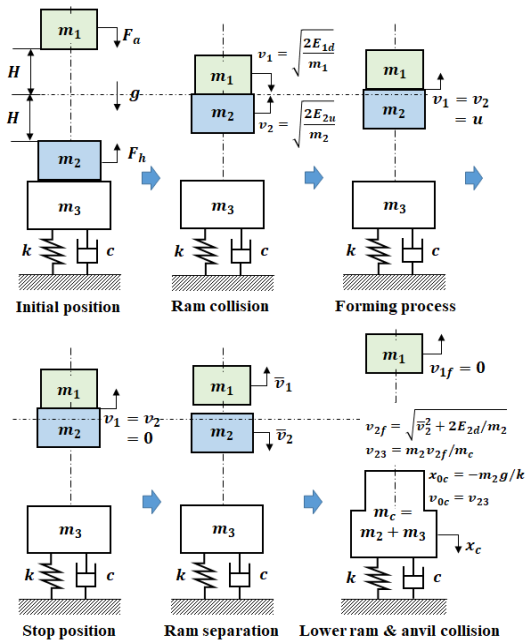 m₁
Fₐ
H
g
H
m₂
Fₕ
m₃
k
c
Initial position
v₁ = √(2E₁d/m₁)
m₁
m₂
v₂ = √(2E₂ᵤ/m₂)
m₃
k
c
Ram collision
m₁
m₂
v₁ = v₂
= u
m₃
k
c
Forming process
m₁
m₂
v₁ = v₂
= 0
m₃
k
c
Stop position
m₁
v̅₁
m₂
v̅₂
m₃
k
c
Ram separation
m₁
v₁f = 0
v₂f = √(v̅₂² + 2E₂d/m₂)
v₂₃ = m₂v₂f/m_c
x₀c = −m₂g/k
v₀c = v₂₃
m_c =
m₂ + m₃
x_c
k
c
Lower ram & anvil collision